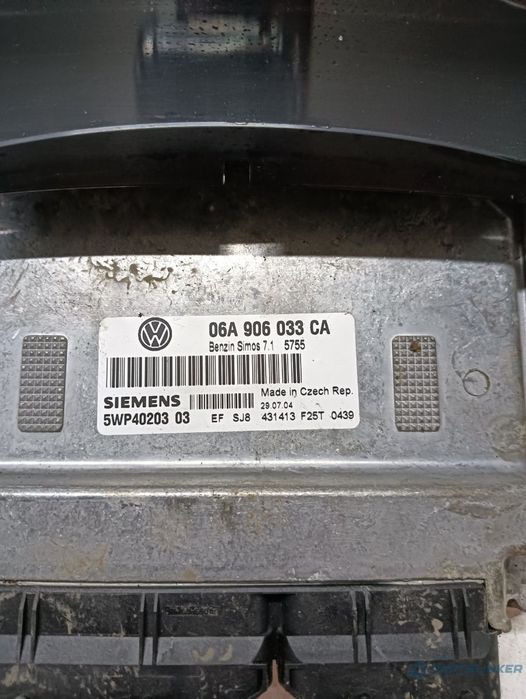 06A 906 033 CA
Benzin Simos 7.1 5755
SIEMENS
Made in Czech Rep.
29.07.04
5WP40203 03 EF SJ8 431413 F25T 0439